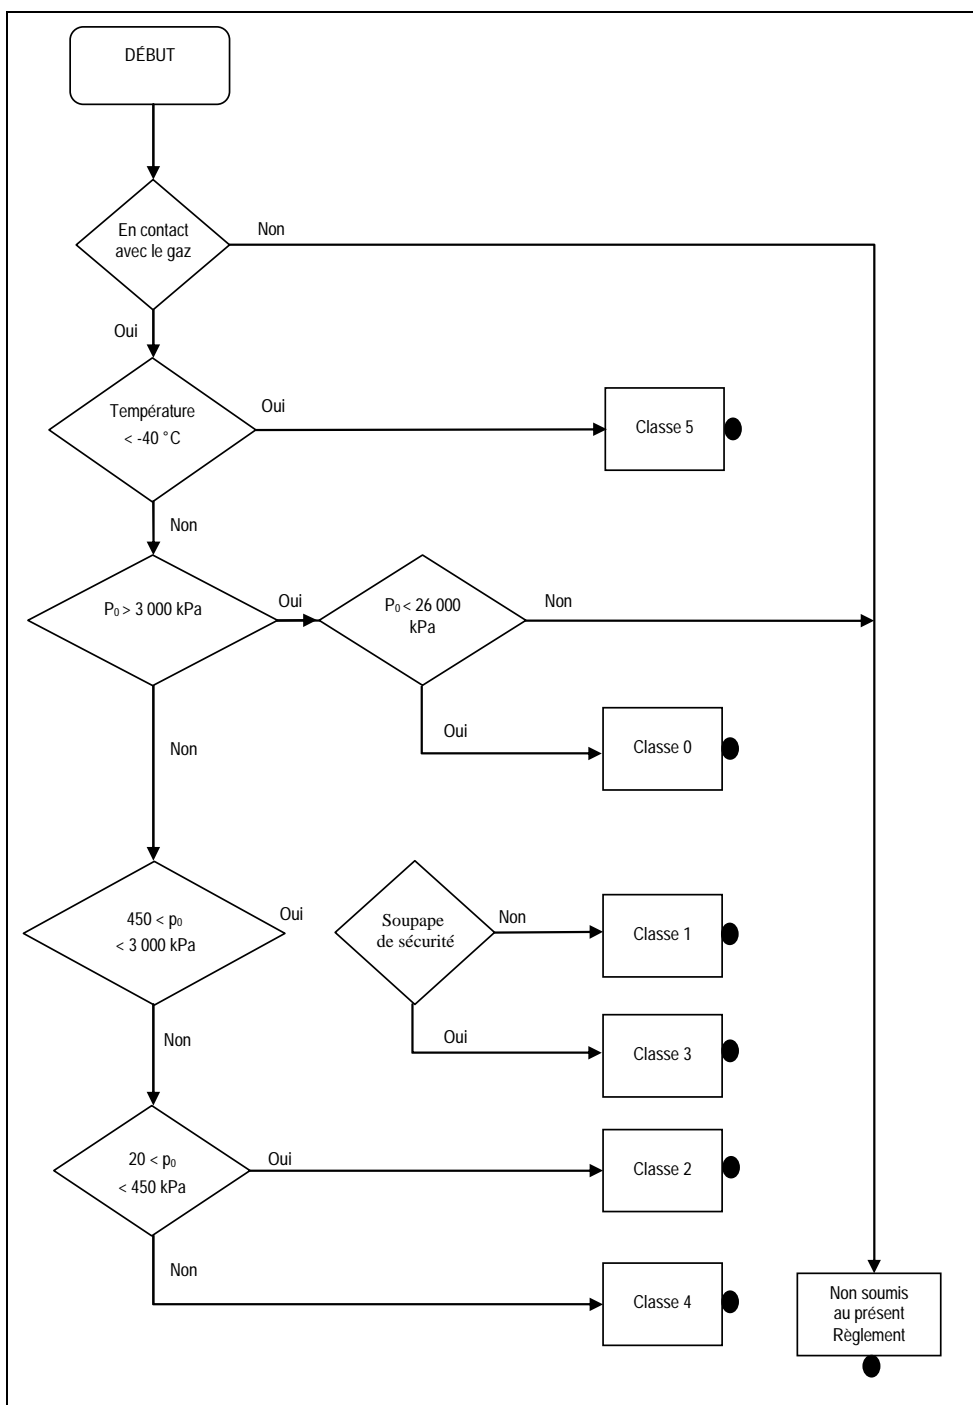 DÉBUT
En contact
avec le gaz
Non
Oui
Température
< -40 °C
Oui
Classe 5
Non
P₀ > 3 000 kPa
Oui
P₀ < 26 000
kPa
Non
Oui
Classe 0
Non
450 < p₀
< 3 000 kPa
Oui
Soupape
de sécurité
Non
Classe 1
Oui
Classe 3
Non
20 < p₀
< 450 kPa
Oui
Classe 2
Non
Classe 4
Non soumis
au présent
Règlement